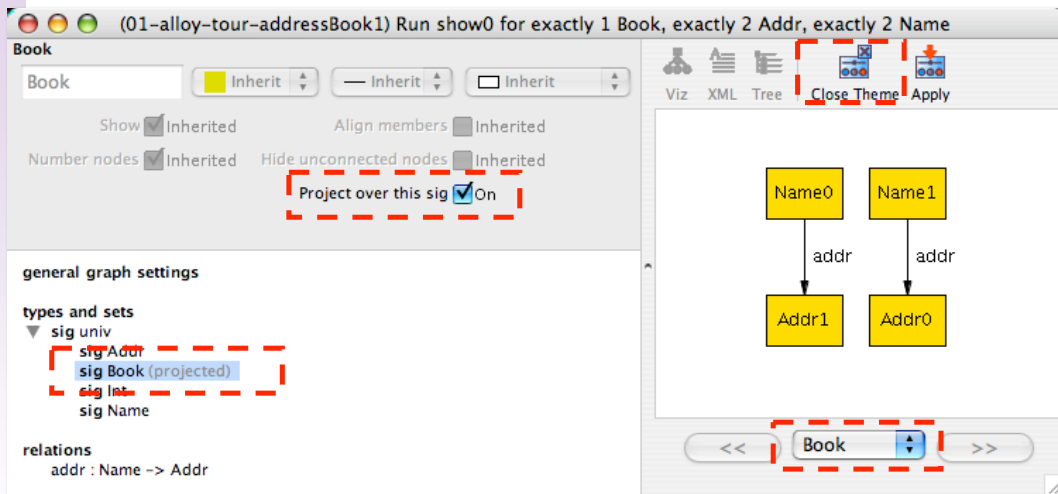 (01-alloy-tour-addressBook1) Run show0 for exactly 1 Book, exactly 2 Addr, exactly 2 Name
Book
Book Inherit Inherit Inherit
Show Inherited Align members Inherited
Number nodes Inherited Hide unconnected nodes Inherited
Project over this sig On
general graph settings
types and sets
sig univ
sig Addr
sig Book (projected)
sig Int
sig Name
relations
addr : Name -> Addr
Viz XML Tree Close Theme Apply
Name0 Name1
addr addr
Addr1 Addr0
<< Book >>